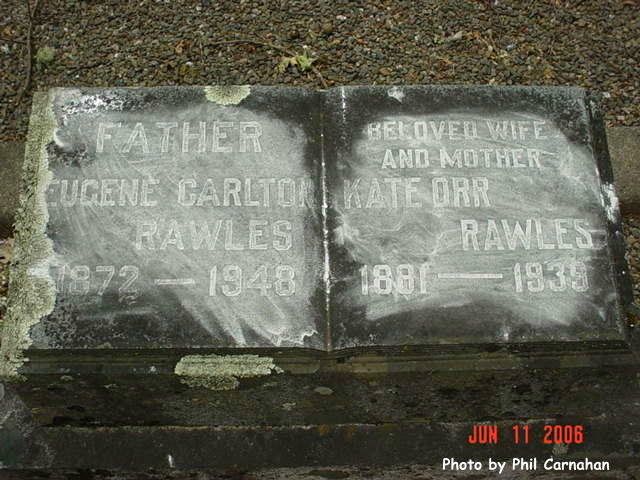 FATHER
EUGENE CARLTON
RAWLES
1872 — 1948
BELOVED WIFE
AND MOTHER
KATE ORR
RAWLES
1881 — 1939
JUN 11 2006
Photo by Phil Carnahan